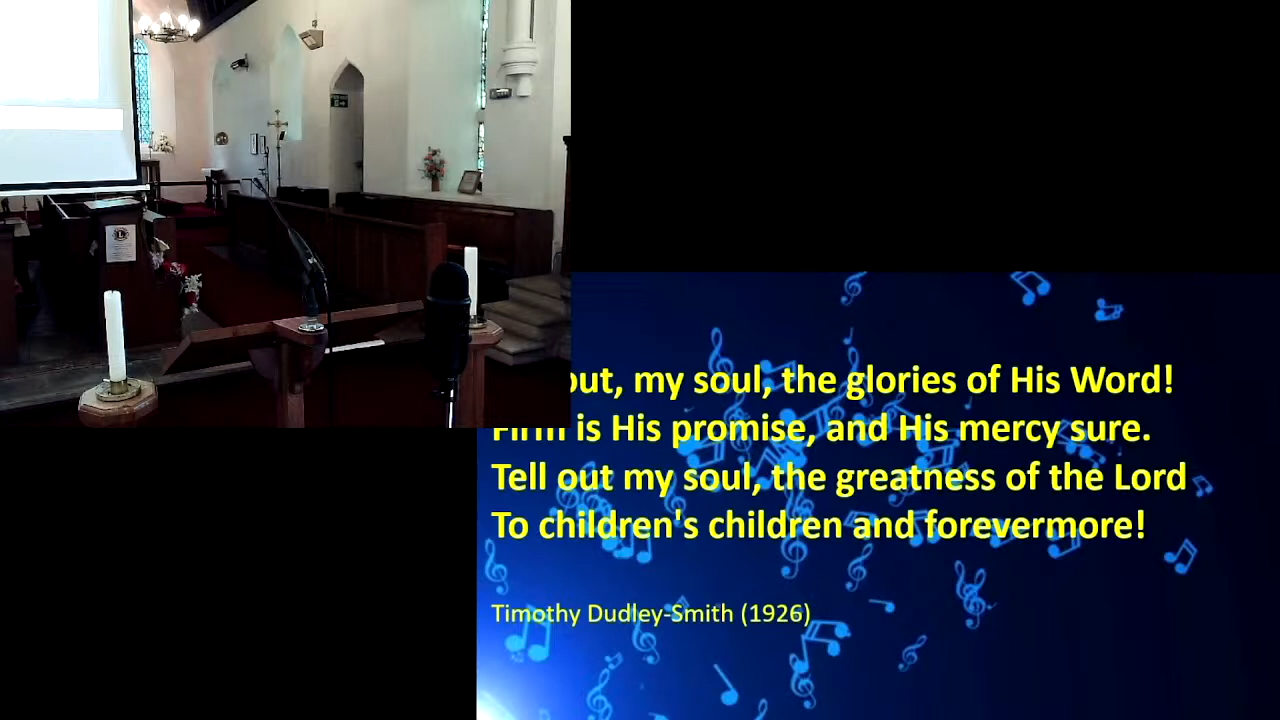 out, my soul, the glories of His Word!
Firm is His promise, and His mercy sure.
Tell out my soul, the greatness of the Lord
To children's children and forevermore!
Timothy Dudley-Smith (1926)